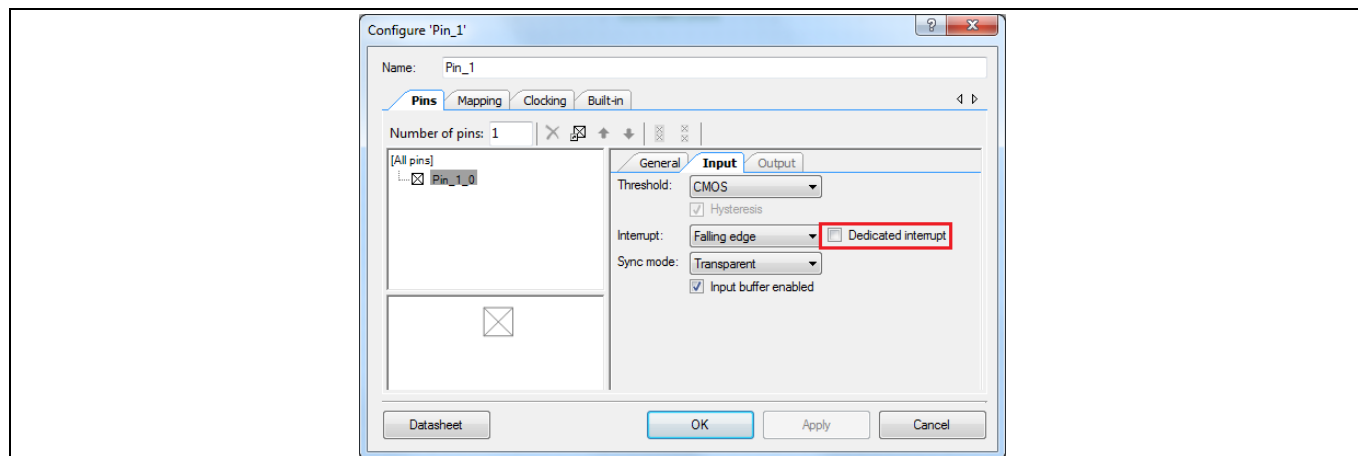 Configure 'Pin_1'
Name: Pin_1
Pins Mapping Clocking Built-in
Number of pins: 1
[All pins]
Pin_1_0
General Input Output
Threshold: CMOS
Hysteresis
Interrupt: Falling edge Dedicated interrupt
Sync mode: Transparent
Input buffer enabled
Datasheet OK Apply Cancel